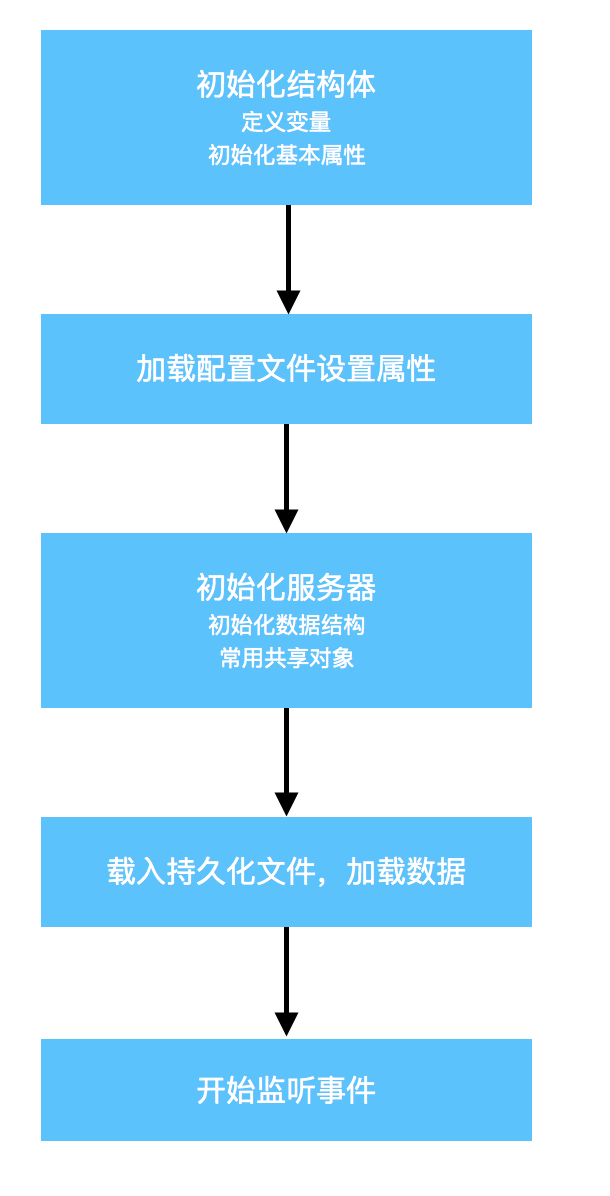 初始化结构体
定义变量
初始化基本属性
加载配置文件设置属性
初始化服务器
初始化数据结构
常用共享对象
载入持久化文件，加载数据
开始监听事件